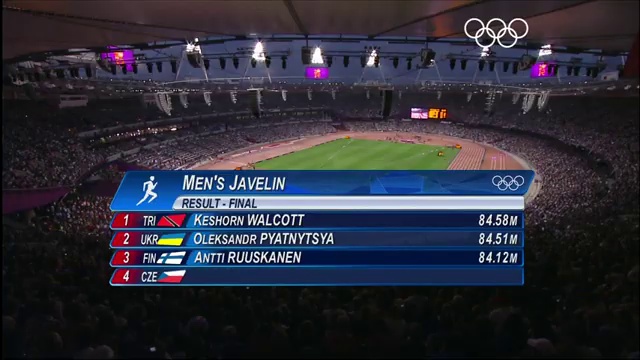 MEN'S JAVELIN
RESULT - FINAL
1 TRI KESHORN WALCOTT 84.58M
2 UKR OLEKSANDR PYATNYTSYA 84.51M
3 FIN ANTTI RUUSKANEN 84.12M
4 CZE